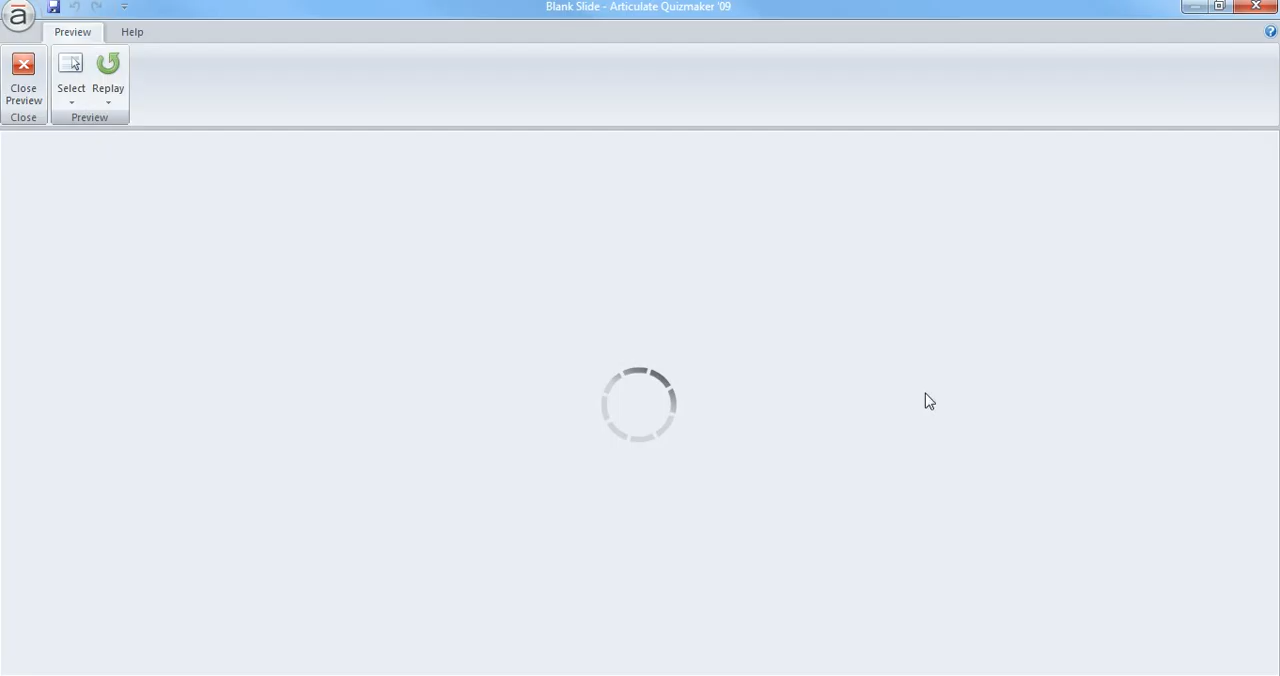 Blank Slide - Articulate Quizmaker '09
Preview Help
Close Preview
Select Replay
Close Preview